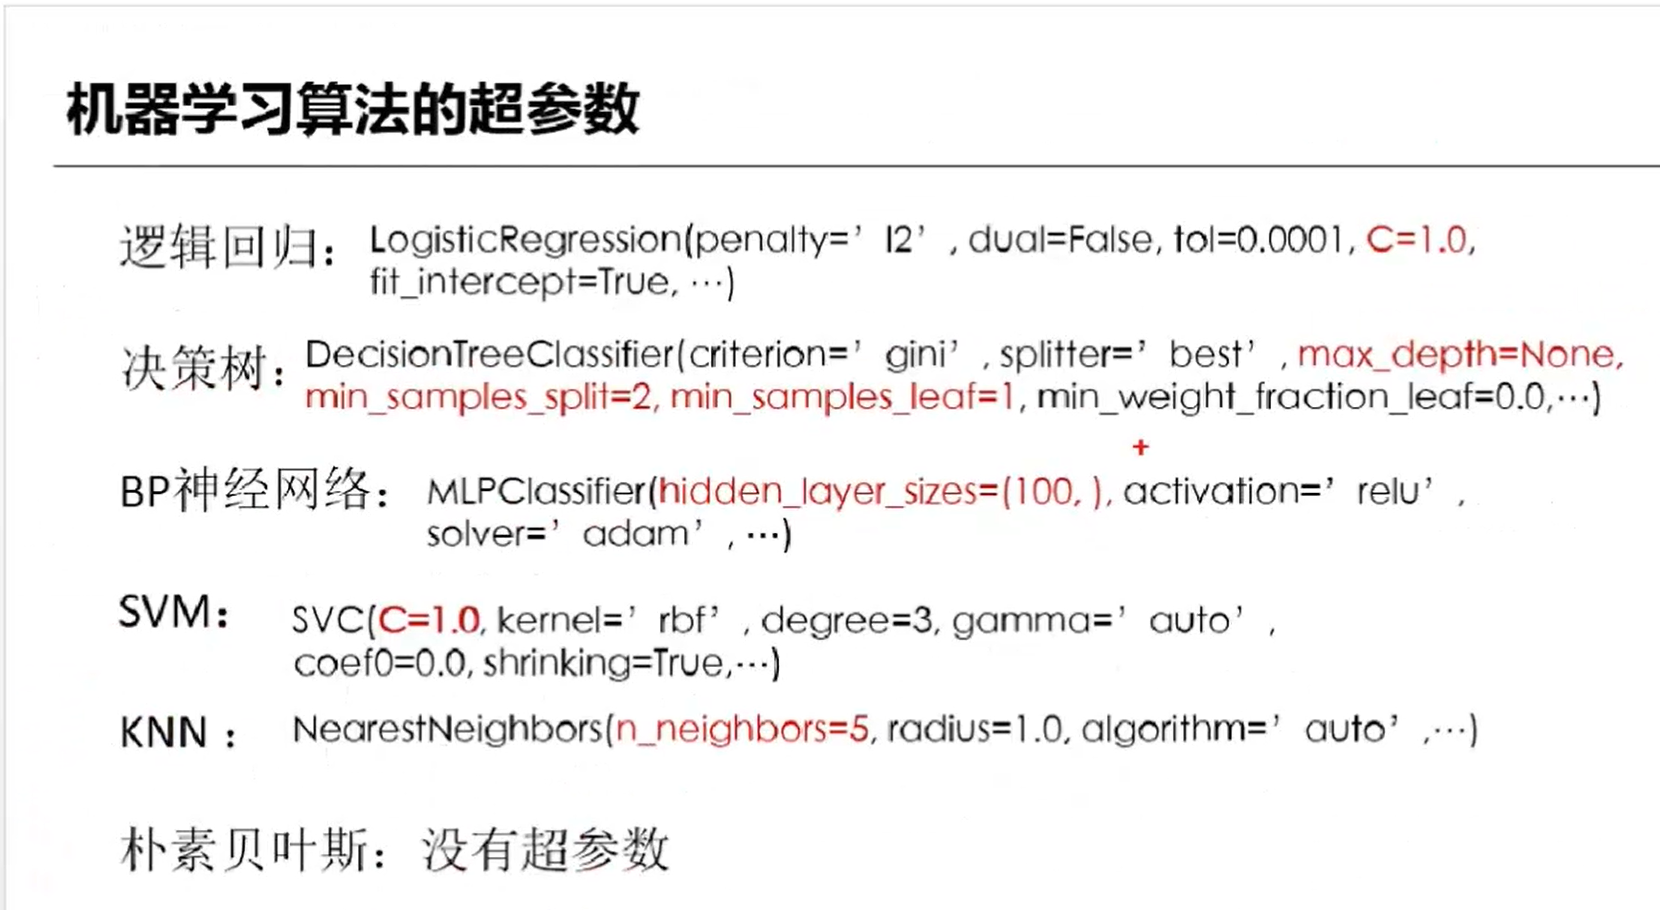 机器学习算法的超参数
逻辑回归： LogisticRegression(penalty=’ l2’ , dual=False, tol=0.0001, C=1.0,
fit_intercept=True, …)
决策树： DecisionTreeClassifier(criterion=’ gini’ , splitter=’ best’ , max_depth=None,
min_samples_split=2, min_samples_leaf=1, min_weight_fraction_leaf=0.0,…)
BP神经网络： MLPClassifier(hidden_layer_sizes=(100, ), activation=’ relu’ ,
solver=’ adam’ , …)
SVM： SVC(C=1.0, kernel=’ rbf’ , degree=3, gamma=’ auto’ ,
coef0=0.0, shrinking=True,…)
KNN ： NearestNeighbors(n_neighbors=5, radius=1.0, algorithm=’ auto’ ,…)
朴素贝叶斯：没有超参数